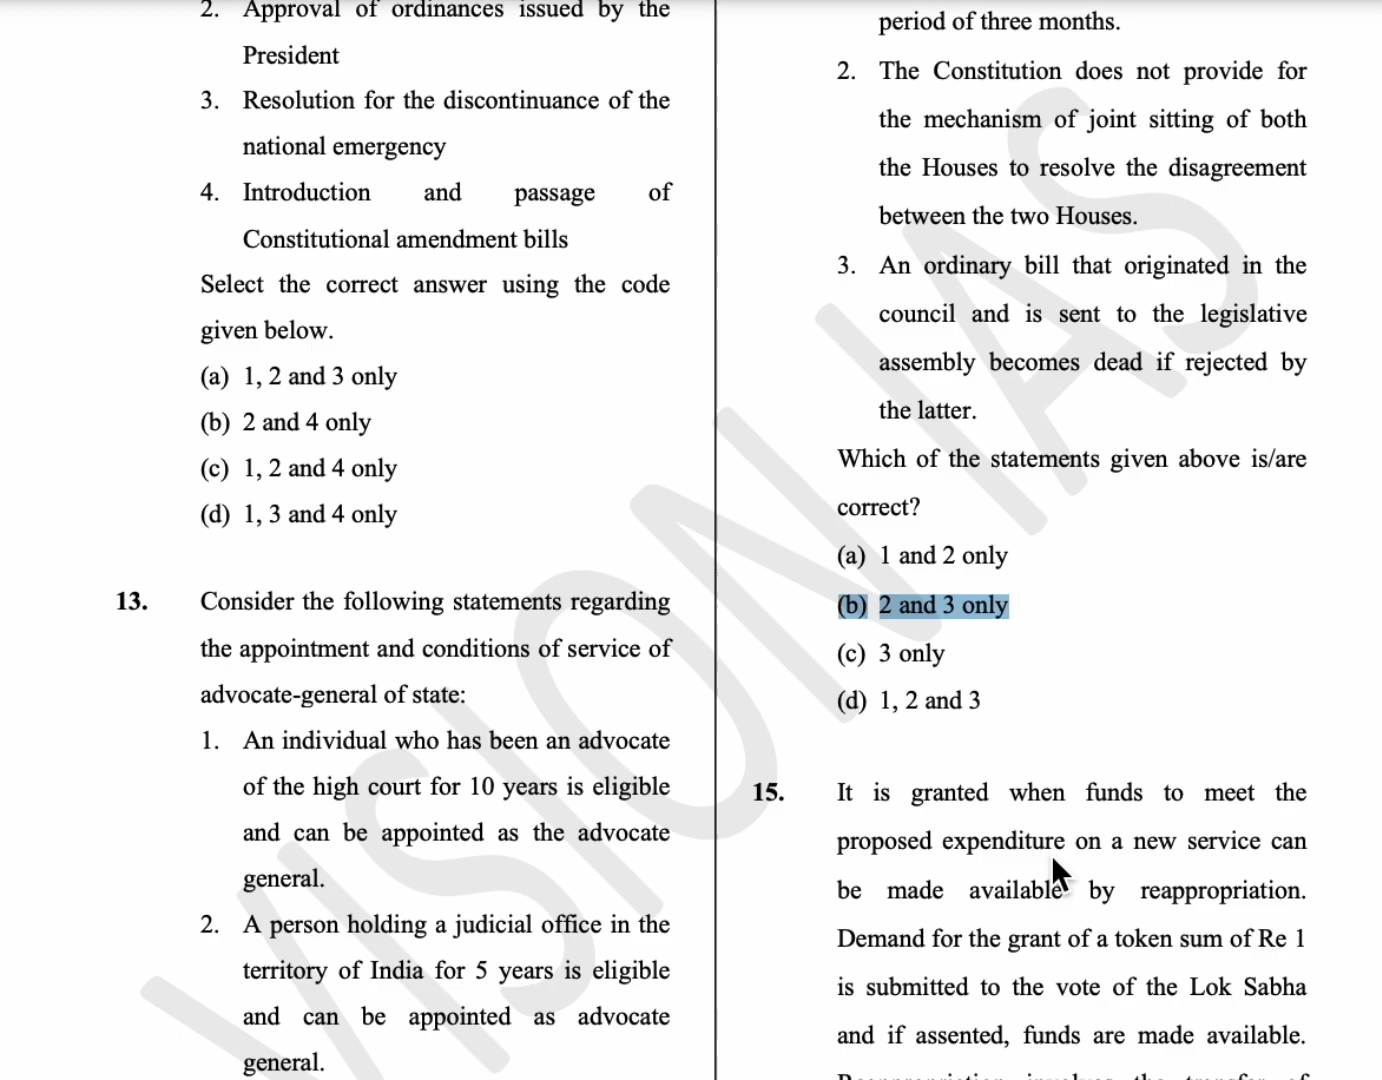 2. Approval of ordinances issued by the
President
3. Resolution for the discontinuance of the
national emergency
4. Introduction and passage of
Constitutional amendment bills
Select the correct answer using the code
given below.
(a) 1, 2 and 3 only
(b) 2 and 4 only
(c) 1, 2 and 4 only
(d) 1, 3 and 4 only
13. Consider the following statements regarding
the appointment and conditions of service of
advocate-general of state:
1. An individual who has been an advocate
of the high court for 10 years is eligible
and can be appointed as the advocate
general.
2. A person holding a judicial office in the
territory of India for 5 years is eligible
and can be appointed as advocate
general.
period of three months.
2. The Constitution does not provide for
the mechanism of joint sitting of both
the Houses to resolve the disagreement
between the two Houses.
3. An ordinary bill that originated in the
council and is sent to the legislative
assembly becomes dead if rejected by
the latter.
Which of the statements given above is/are
correct?
(a) 1 and 2 only
(b) 2 and 3 only
(c) 3 only
(d) 1, 2 and 3
15. It is granted when funds to meet the
proposed expenditure on a new service can
be made available by reappropriation.
Demand for the grant of a token sum of Re 1
is submitted to the vote of the Lok Sabha
and if assented, funds are made available.
VISION IAS